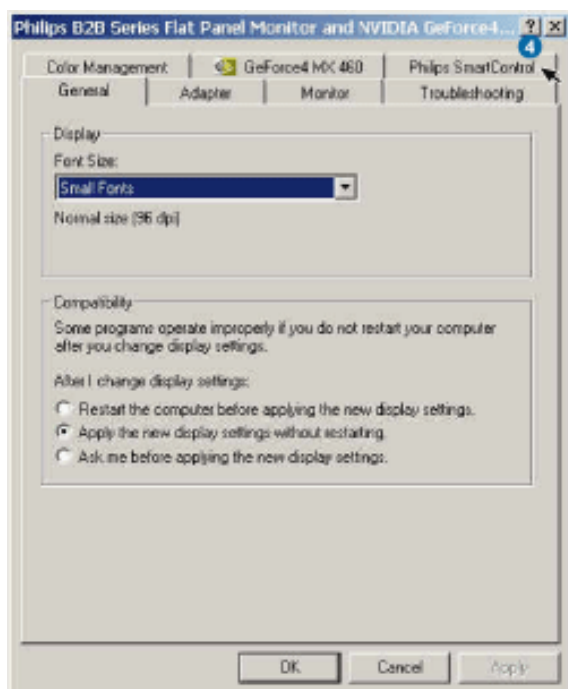 Philips B2B Series Flat Panel Monitor and NVIDIA GeForce4...
4
Color Management
GeForce4 MX 460
Philips SmartControl
General
Adapter
Monitor
Troubleshooting
Display
Font Size:
Small Fonts
Normal size (96 dpi)
Compatibility
Some programs operate improperly if you do not restart your computer
after you change display settings.
After I change display settings:
Restart the computer before applying the new display settings.
Apply the new display settings without restarting.
Ask me before applying the new display settings.
OK
Cancel
Apply